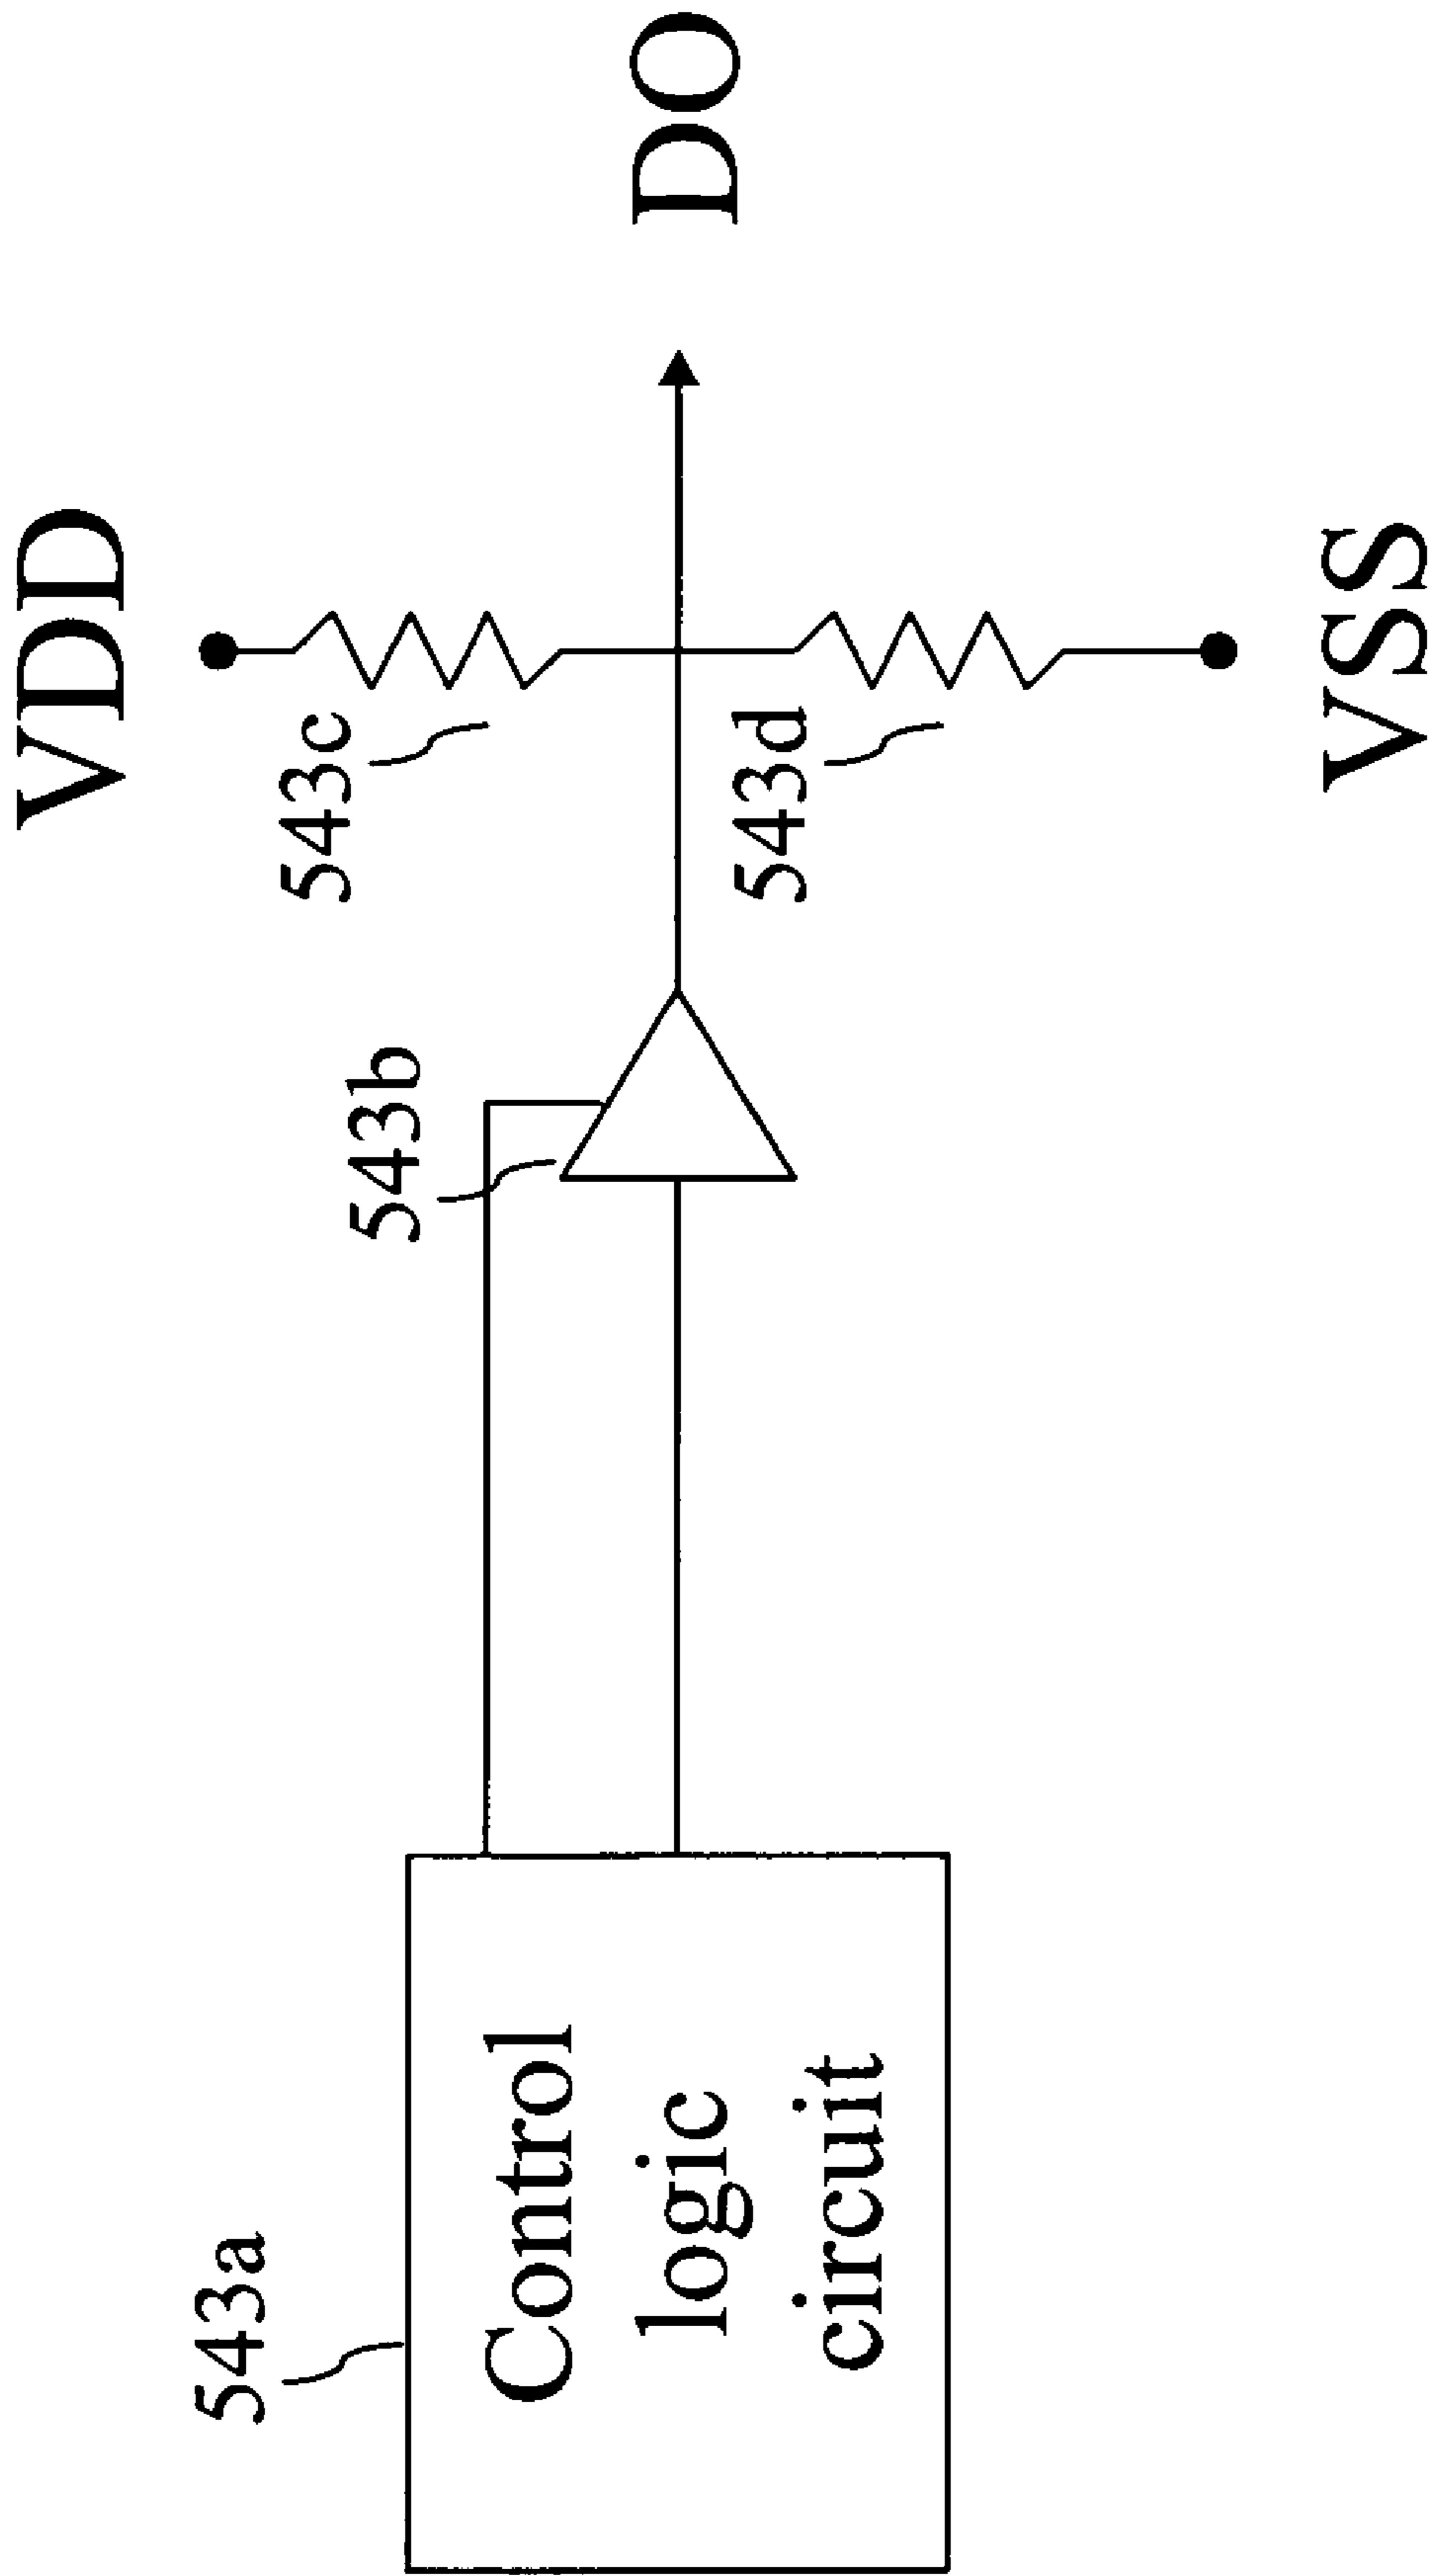 VDD
543c
543b
DO
543a
Control
logic
circuit
543d
VSS